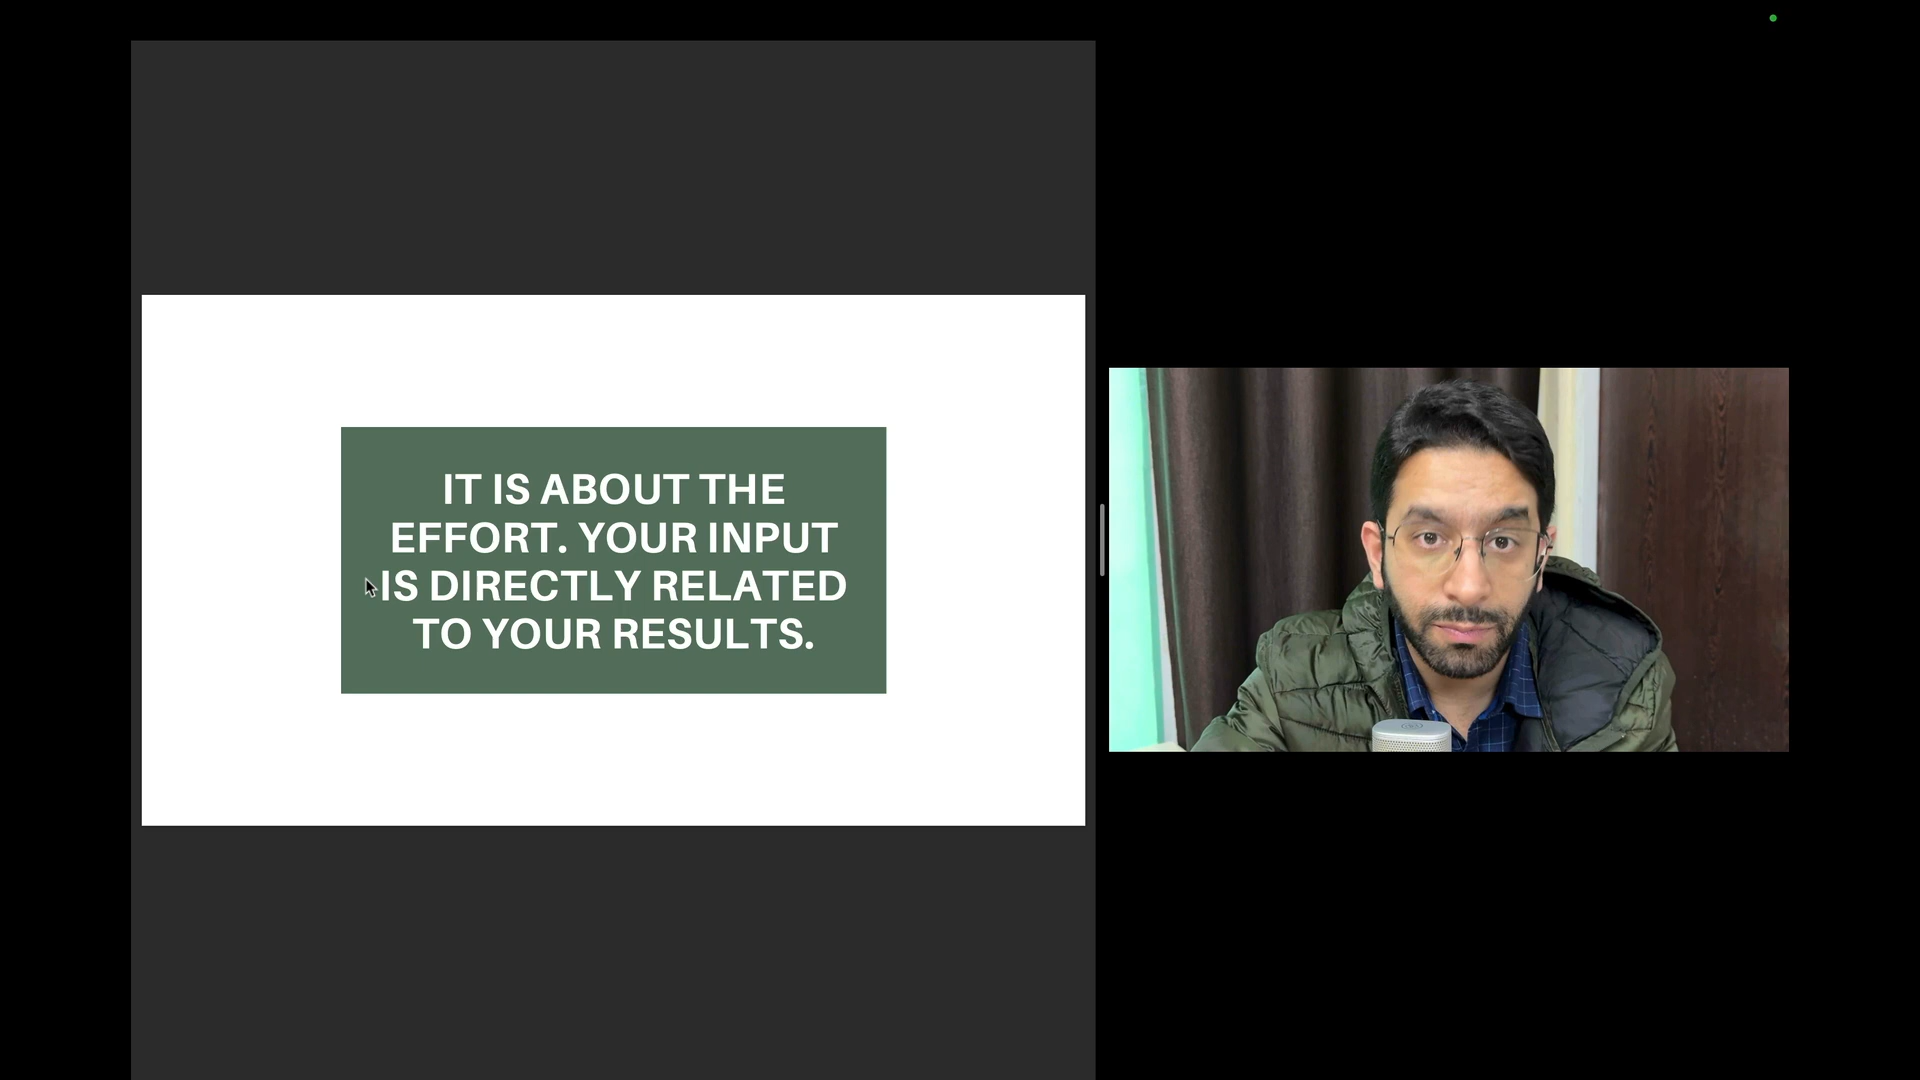 IT IS ABOUT THE
EFFORT. YOUR INPUT
IS DIRECTLY RELATED
TO YOUR RESULTS.